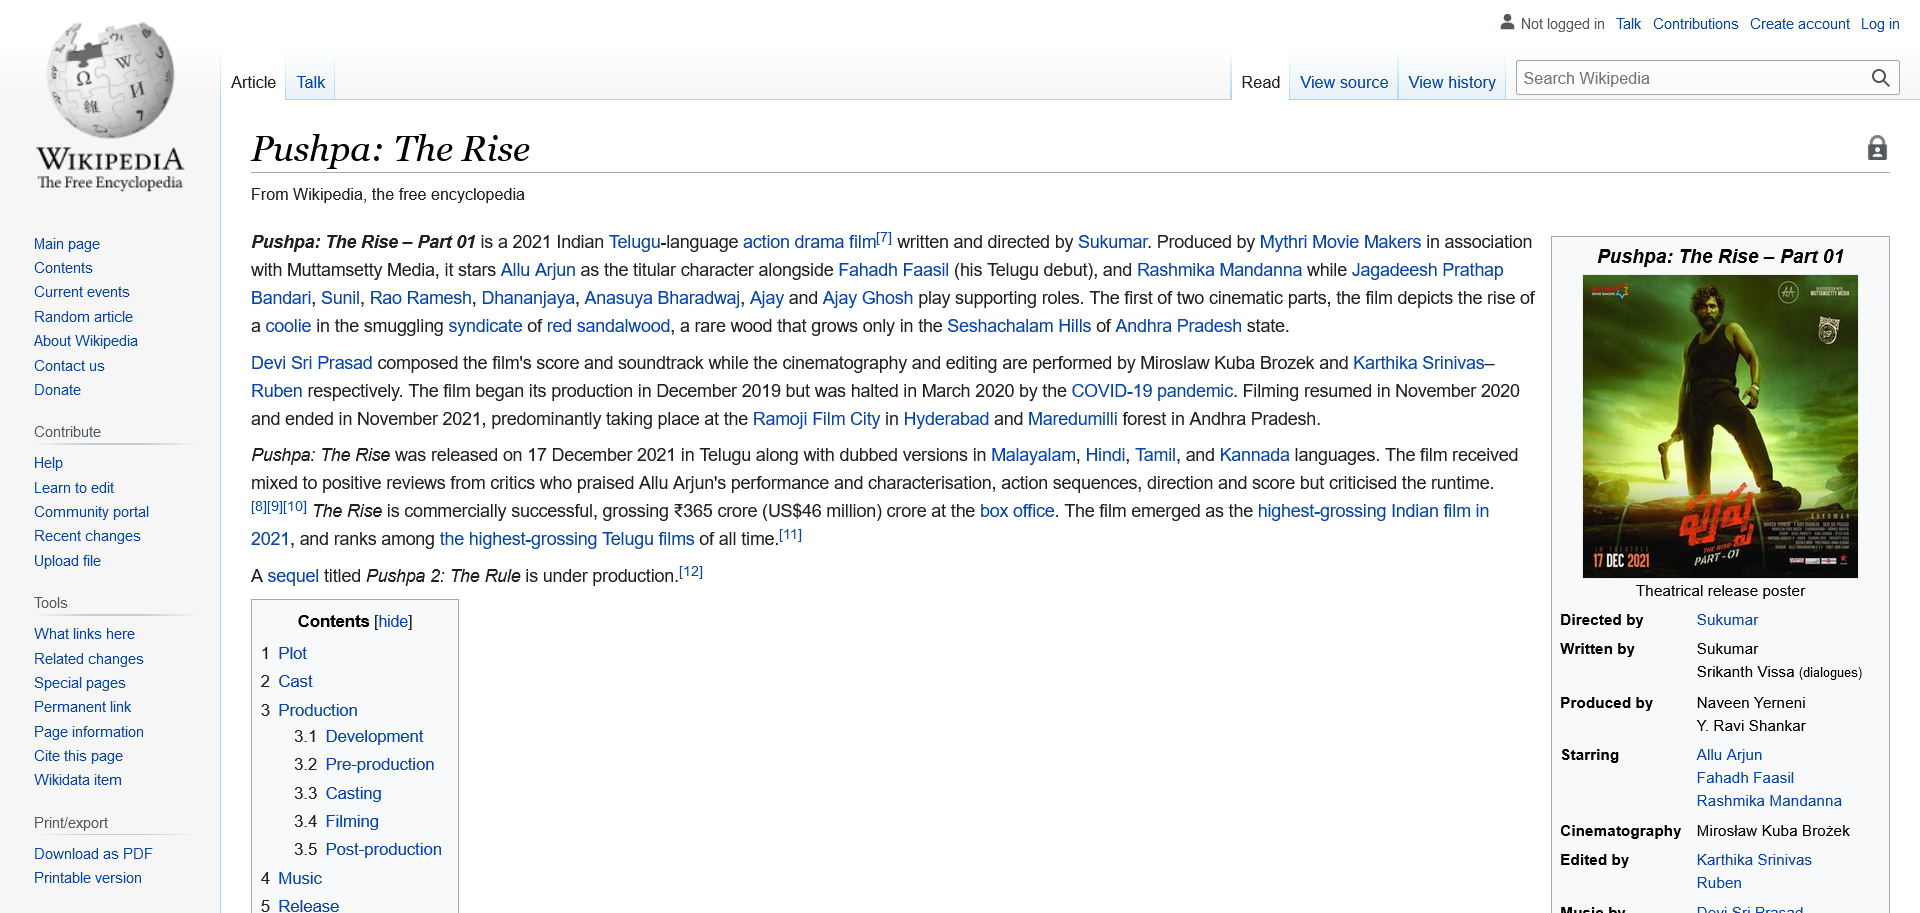 Not logged in Talk Contributions Create account Log in
Article Talk Read View source View history Search Wikipedia
WIKIPEDIA
The Free Encyclopedia
Main page
Contents
Current events
Random article
About Wikipedia
Contact us
Donate
Contribute
Help
Learn to edit
Community portal
Recent changes
Upload file
Tools
What links here
Related changes
Special pages
Permanent link
Page information
Cite this page
Wikidata item
Print/export
Download as PDF
Printable version
Pushpa: The Rise
From Wikipedia, the free encyclopedia
Pushpa: The Rise – Part 01 is a 2021 Indian Telugu-language action drama film[7] written and directed by Sukumar. Produced by Mythri Movie Makers in association
with Muttamsetty Media, it stars Allu Arjun as the titular character alongside Fahadh Faasil (his Telugu debut), and Rashmika Mandanna while Jagadeesh Prathap
Bandari, Sunil, Rao Ramesh, Dhananjaya, Anasuya Bharadwaj, Ajay and Ajay Ghosh play supporting roles. The first of two cinematic parts, the film depicts the rise of
a coolie in the smuggling syndicate of red sandalwood, a rare wood that grows only in the Seshachalam Hills of Andhra Pradesh state.
Devi Sri Prasad composed the film's score and soundtrack while the cinematography and editing are performed by Miroslaw Kuba Brozek and Karthika Srinivas–
Ruben respectively. The film began its production in December 2019 but was halted in March 2020 by the COVID-19 pandemic. Filming resumed in November 2020
and ended in November 2021, predominantly taking place at the Ramoji Film City in Hyderabad and Maredumilli forest in Andhra Pradesh.
Pushpa: The Rise was released on 17 December 2021 in Telugu along with dubbed versions in Malayalam, Hindi, Tamil, and Kannada languages. The film received
mixed to positive reviews from critics who praised Allu Arjun's performance and characterisation, action sequences, direction and score but criticised the runtime.
[8][9][10] The Rise is commercially successful, grossing ₹365 crore (US$46 million) crore at the box office. The film emerged as the highest-grossing Indian film in
2021, and ranks among the highest-grossing Telugu films of all time.[11]
A sequel titled Pushpa 2: The Rule is under production.[12]
Contents [hide]
1 Plot
2 Cast
3 Production
3.1 Development
3.2 Pre-production
3.3 Casting
3.4 Filming
3.5 Post-production
4 Music
5 Release
Pushpa: The Rise – Part 01
MUTTAMSETTY MEDIA
పుష్ప
THE RISE
PART-01
SUKUMAR
17 DEC 2021
Theatrical release poster
Directed by Sukumar
Written by Sukumar
Srikanth Vissa (dialogues)
Produced by Naveen Yerneni
Y. Ravi Shankar
Starring Allu Arjun
Fahadh Faasil
Rashmika Mandanna
Cinematography Mirosław Kuba Brożek
Edited by Karthika Srinivas
Ruben
Music by Devi Sri Prasad